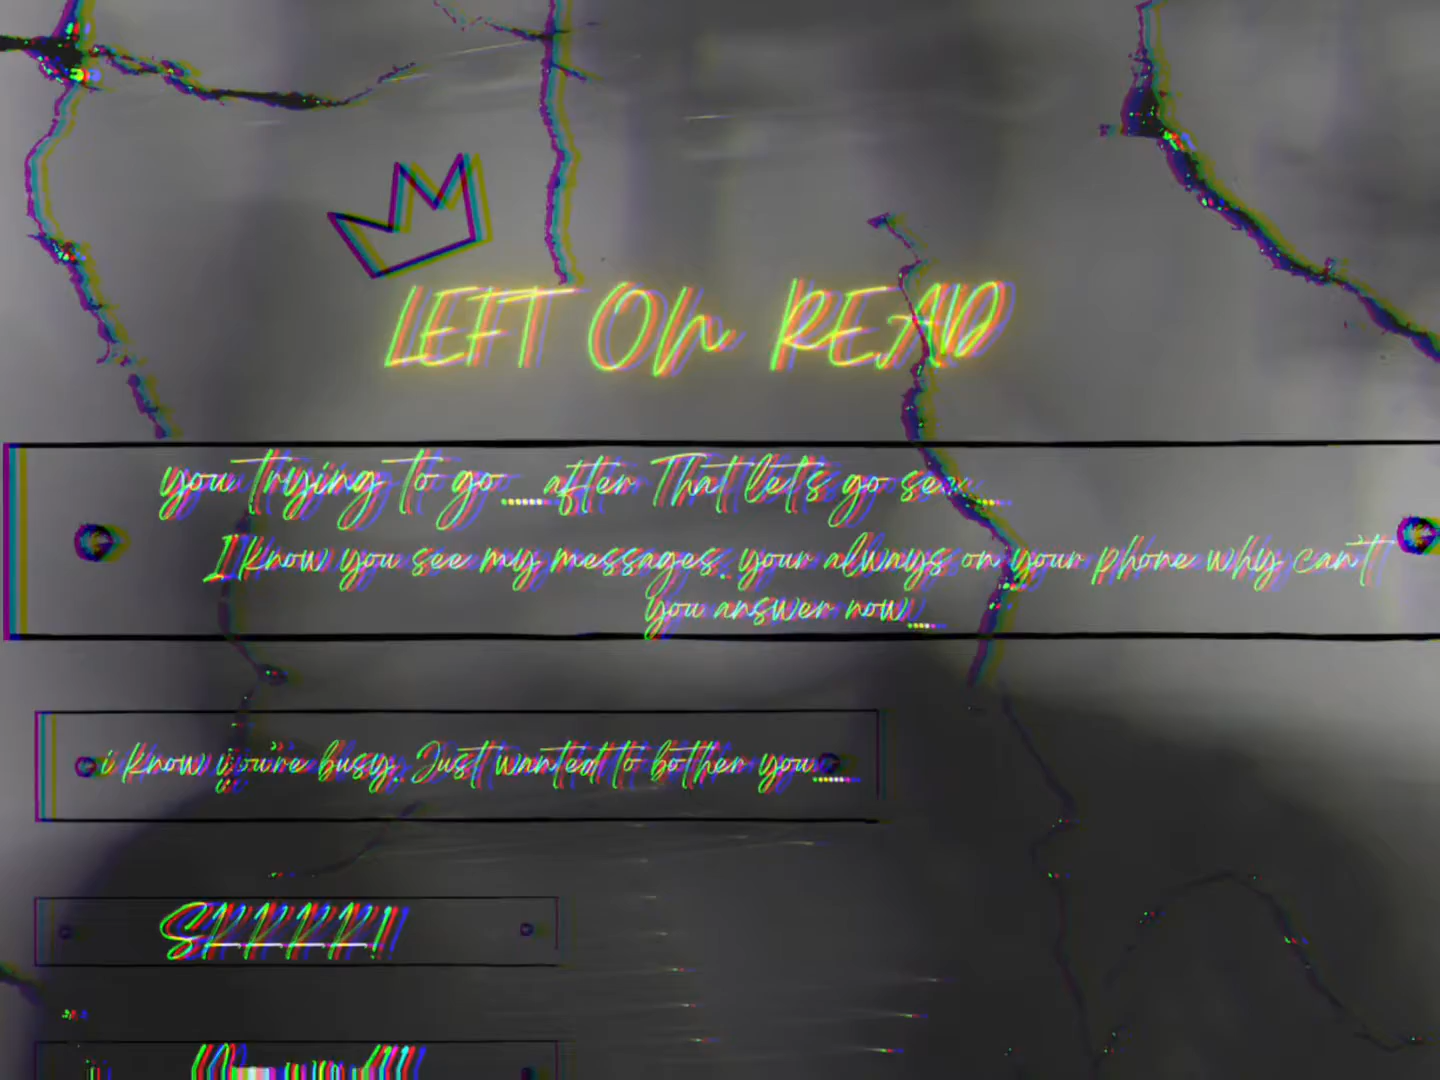 LEFT ON READ
you trying to go.... after That let's go see....
I know you see my messages.. your always on your phone why can't
you answer now....
i know you're busy.. Just wanted to bother you....
SKKKK!!